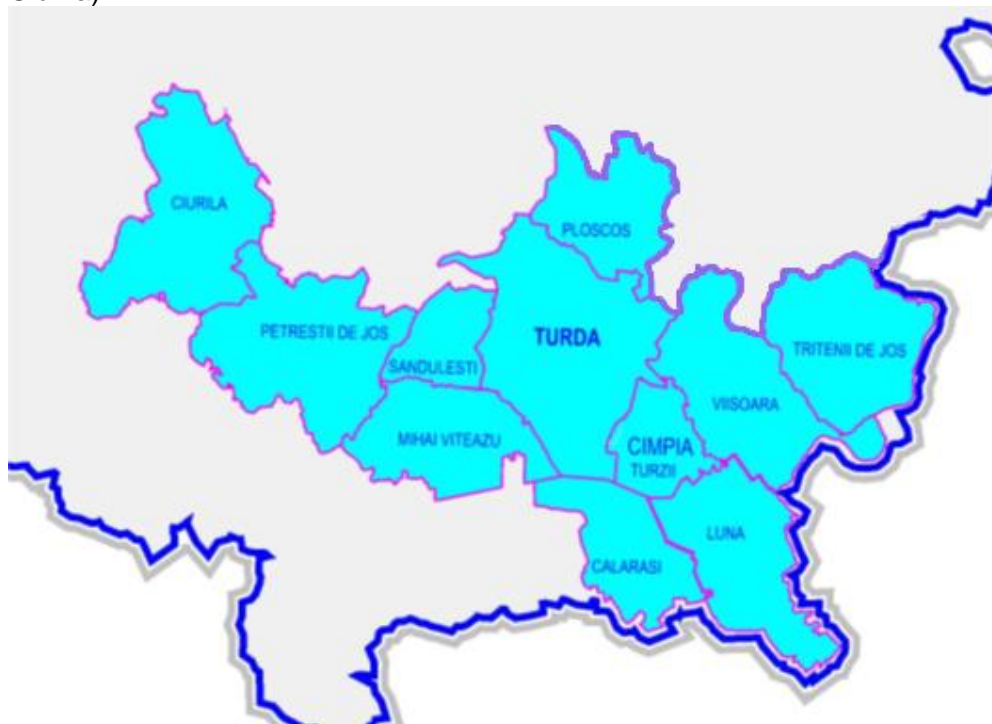 CIURILA
PLOSCOS
PETRESTII DE JOS
TURDA
TRITENII DE JOS
SANDULESTI
VIISOARA
MIHAI VITEAZU
CIMPIA
TURZII
LUNA
CALARASI